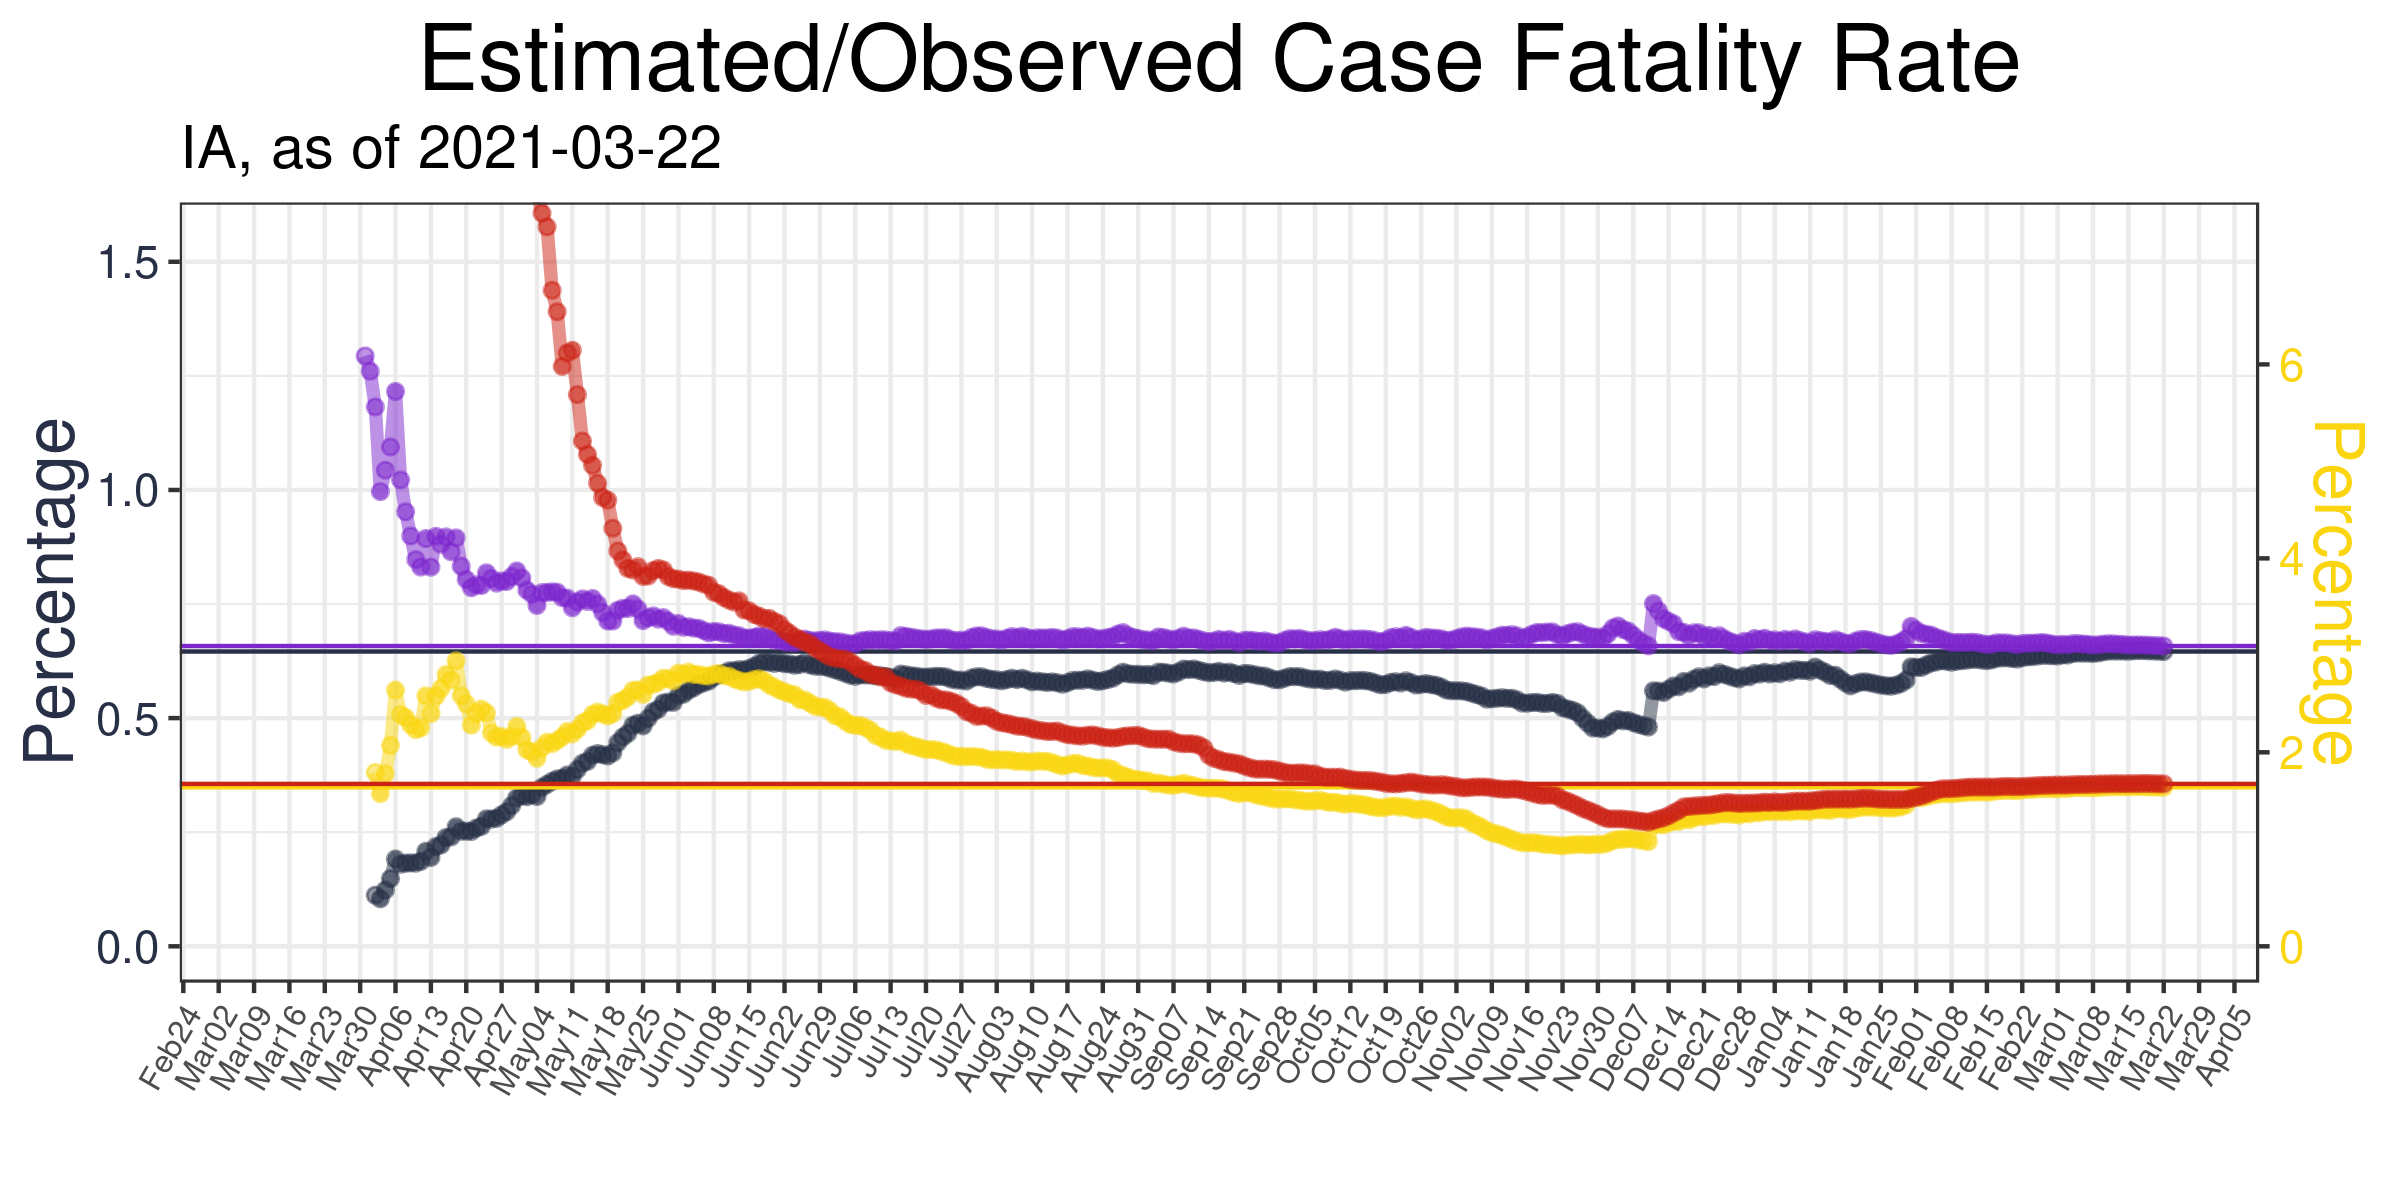 Estimated/Observed Case Fatality Rate
IA, as of 2021-03-22
Percentage
1.5
1.0
0.5
0.0
6
4
2
0
Percentage
Feb24
Mar02
Mar09
Mar16
Mar23
Mar30
Apr06
Apr13
Apr20
Apr27
May04
May11
May18
May25
Jun01
Jun08
Jun15
Jun22
Jun29
Jul06
Jul13
Jul20
Jul27
Aug03
Aug10
Aug17
Aug24
Aug31
Sep07
Sep14
Sep21
Sep28
Oct05
Oct12
Oct19
Oct26
Nov02
Nov09
Nov16
Nov23
Nov30
Dec07
Dec14
Dec21
Dec28
Jan04
Jan11
Jan18
Jan25
Feb01
Feb08
Feb15
Feb22
Mar01
Mar08
Mar15
Mar22
Mar29
Apr05